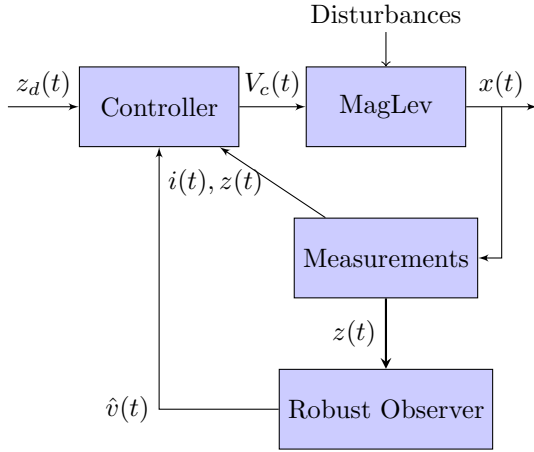 Disturbances
z_d(t)
Controller
V_c(t)
MagLev
x(t)
i(t), z(t)
Measurements
z(t)
v̂(t)
Robust Observer